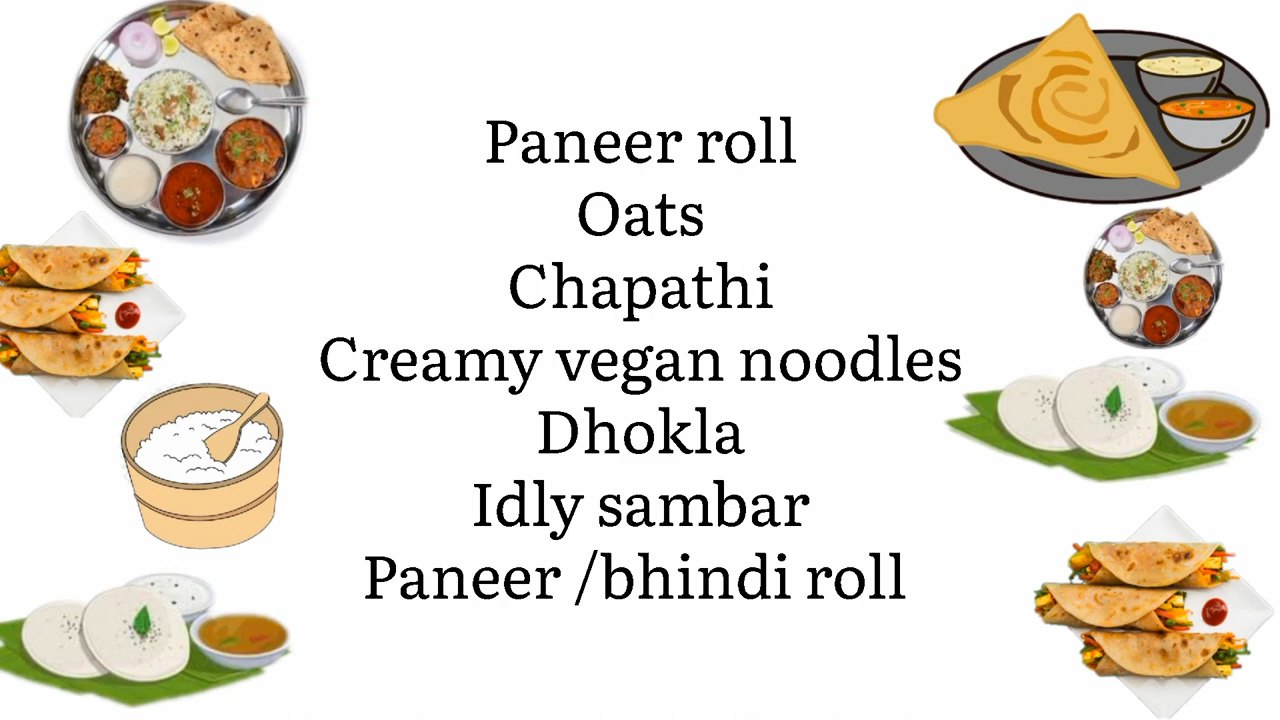 Paneer roll
Oats
Chapathi
Creamy vegan noodles
Dhokla
Idly sambar
Paneer /bhindi roll